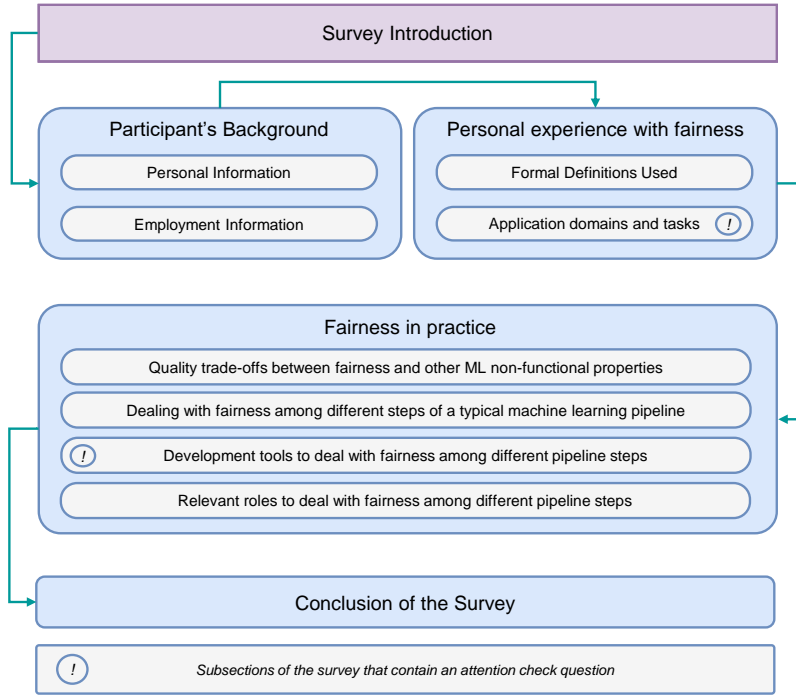 Survey Introduction
Participant's Background
Personal Information
Employment Information
Personal experience with fairness
Formal Definitions Used
Application domains and tasks !
Fairness in practice
Quality trade-offs between fairness and other ML non-functional properties
Dealing with fairness among different steps of a typical machine learning pipeline
! Development tools to deal with fairness among different pipeline steps
Relevant roles to deal with fairness among different pipeline steps
Conclusion of the Survey
! Subsections of the survey that contain an attention check question